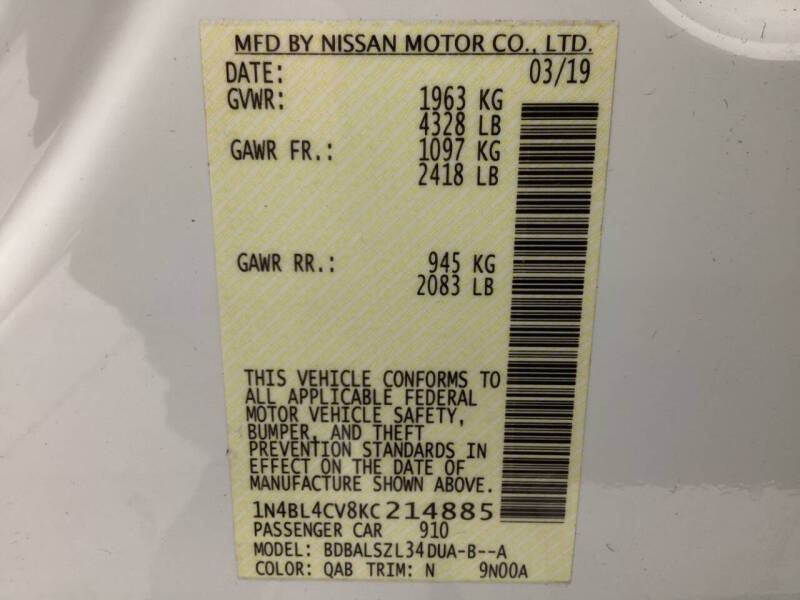 MFD BY NISSAN MOTOR CO., LTD.
DATE: 03/19
GVWR: 1963 KG
4328 LB
GAWR FR.: 1097 KG
2418 LB
GAWR RR.: 945 KG
2083 LB
THIS VEHICLE CONFORMS TO
ALL APPLICABLE FEDERAL
MOTOR VEHICLE SAFETY,
BUMPER, AND THEFT
PREVENTION STANDARDS IN
EFFECT ON THE DATE OF
MANUFACTURE SHOWN ABOVE.
1N4BL4CV8KC214885
PASSENGER CAR 910
MODEL: BDBALSZL34DUA-B--A
COLOR: QAB TRIM: N 9N00A